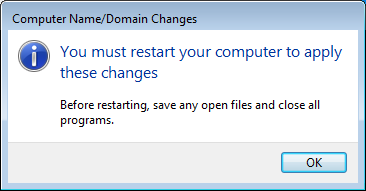 Computer Name/Domain Changes
You must restart your computer to apply
these changes
Before restarting, save any open files and close all
programs.
OK